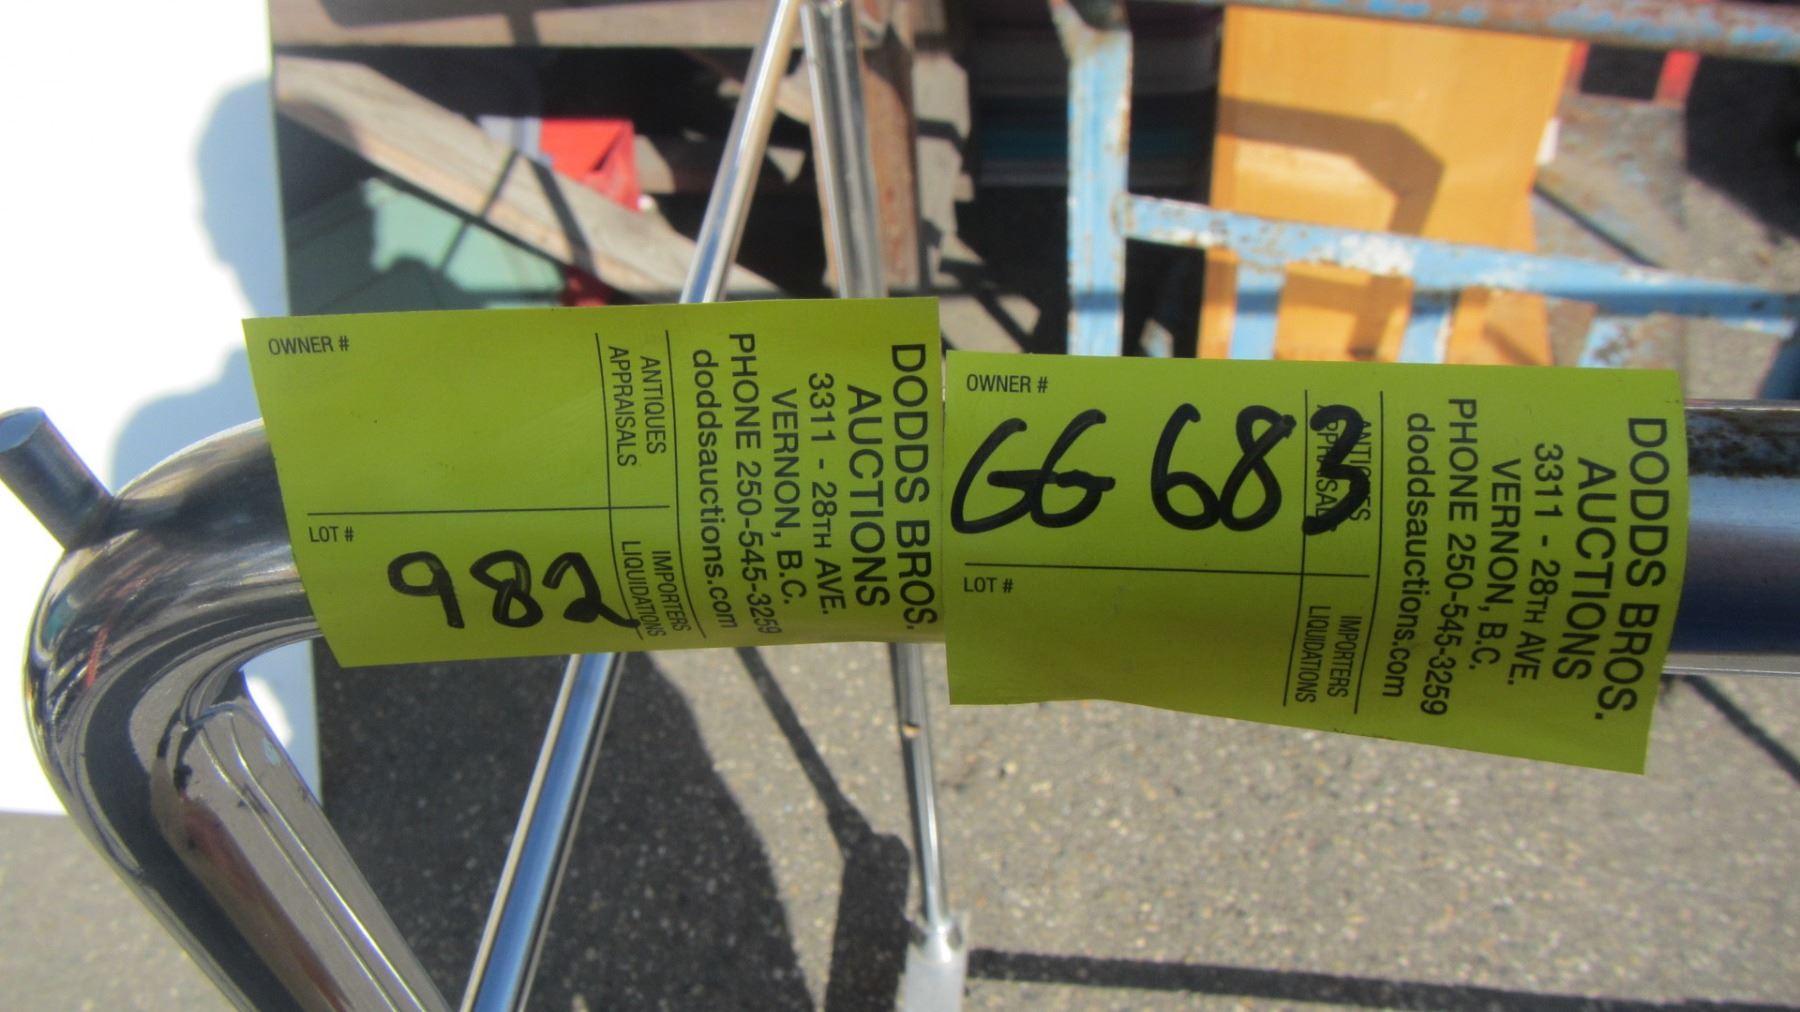 OWNER #
LOT #
982
DODDS BROS.
AUCTIONS
3311 - 28TH AVE.
VERNON, B.C.
PHONE 250-545-3259
doddsauctions.com
ANTIQUES IMPORTERS
APPRAISALS LIQUIDATIONS
OWNER #
GG 683
LOT #
DODDS BROS.
AUCTIONS
3311 - 28TH AVE.
VERNON, B.C.
PHONE 250-545-3259
doddsauctions.com
ANTIQUES IMPORTERS
APPRAISALS LIQUIDATIONS